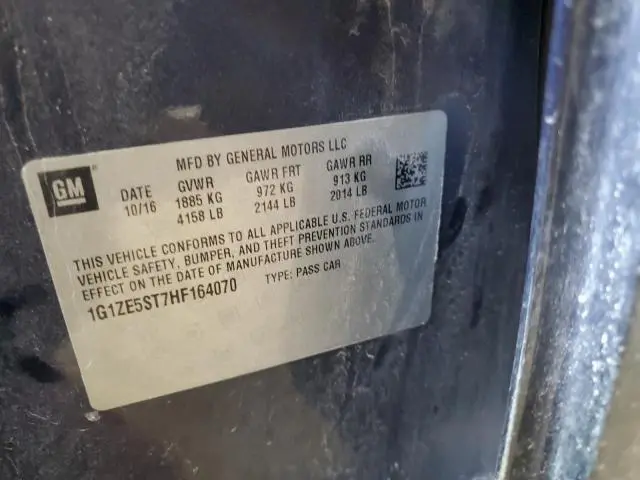 GM
MFD BY GENERAL MOTORS LLC
DATE GVWR GAWR FRT GAWR RR
10/16 1885 KG 972 KG 913 KG
4158 LB 2144 LB 2014 LB
THIS VEHICLE CONFORMS TO ALL APPLICABLE U.S. FEDERAL MOTOR
VEHICLE SAFETY, BUMPER, AND THEFT PREVENTION STANDARDS IN
EFFECT ON THE DATE OF MANUFACTURE SHOWN ABOVE.
1G1ZE5ST7HF164070 TYPE: PASS CAR